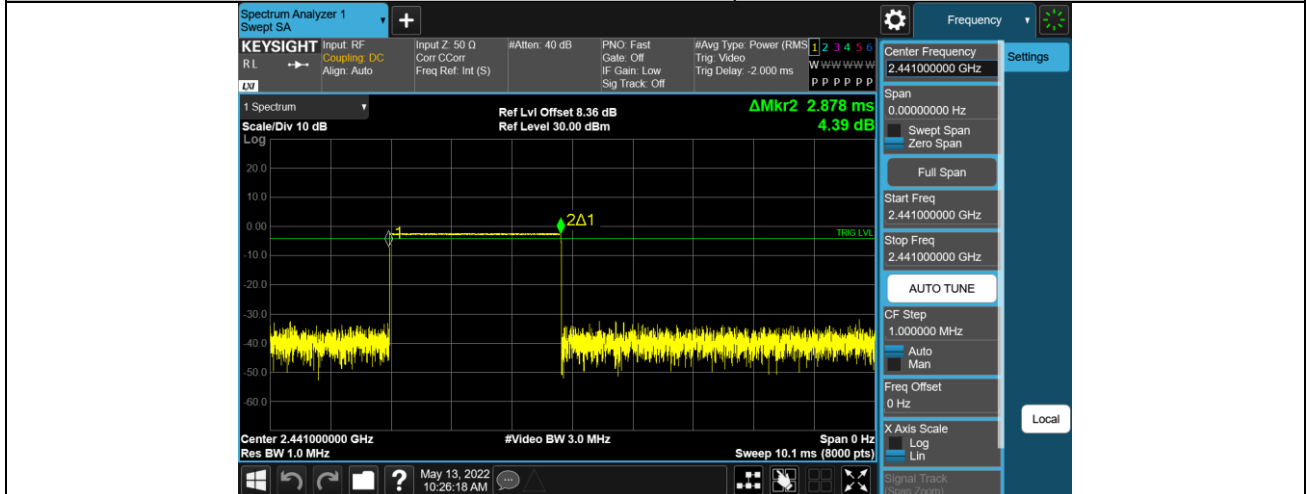 Spectrum Analyzer 1
Swept SA
+
Frequency
KEYSIGHT
RL
LXI
Input: RF
Coupling: DC
Align: Auto
Input Z: 50 Ω
Corr CCorr
Freq Ref: Int (S)
#Atten: 40 dB
PNO: Fast
Gate: Off
IF Gain: Low
Sig Track: Off
#Avg Type: Power (RMS
Trig: Video
Trig Delay: -2.000 ms
1 2 3 4 5 6
W W W W W W
P P P P P P
1 Spectrum
Scale/Div 10 dB
Log
Ref Lvl Offset 8.36 dB
Ref Level 30.00 dBm
ΔMkr2 2.878 ms
4.39 dB
20.0
10.0
0.00
-10.0
-20.0
-30.0
-40.0
-50.0
-60.0
1
2Δ1
TRIG LVL
Center 2.441000000 GHz
Res BW 1.0 MHz
#Video BW 3.0 MHz
Span 0 Hz
Sweep 10.1 ms (8000 pts)
?
May 13, 2022
10:26:18 AM
Center Frequency
2.441000000 GHz
Span
0.00000000 Hz
Swept Span
Zero Span
Full Span
Start Freq
2.441000000 GHz
Stop Freq
2.441000000 GHz
AUTO TUNE
CF Step
1.000000 MHz
Auto
Man
Freq Offset
0 Hz
X Axis Scale
Log
Lin
Signal Track
(Span Zoom)
Settings
Local